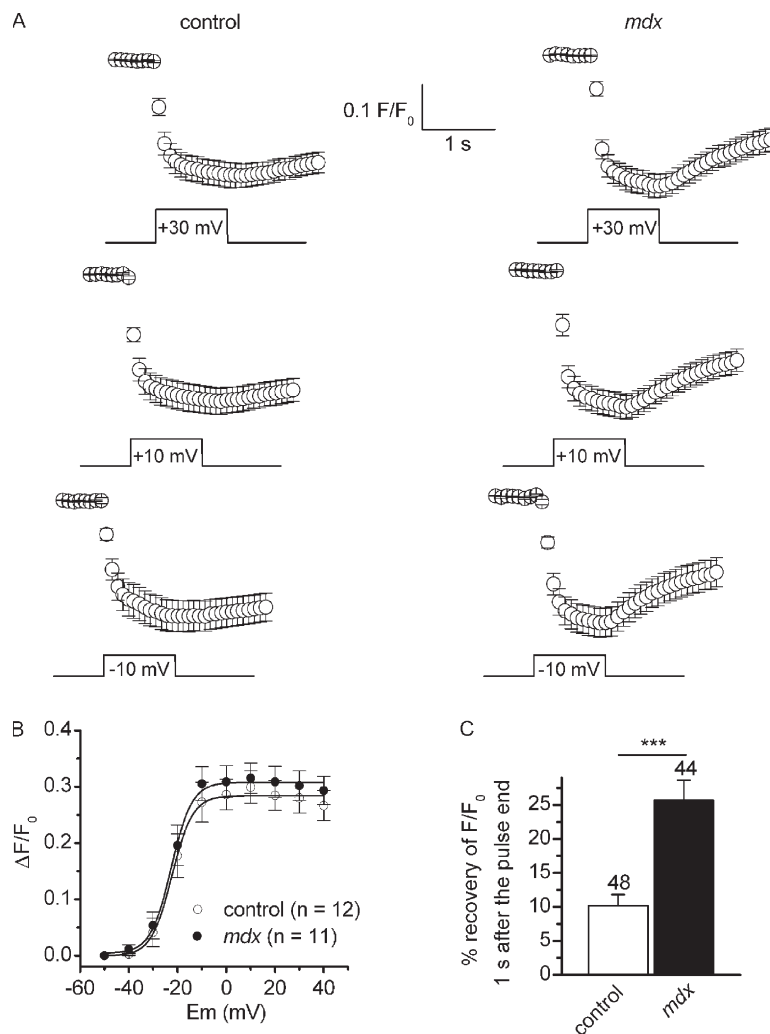 A
control
mdx
0.1 F/F0
1 s
+30 mV
+30 mV
+10 mV
+10 mV
-10 mV
-10 mV
B
ΔF/F0
0.4
0.3
0.2
0.1
0.0
-60 -40 -20 0 20 40
Em (mV)
control (n = 12)
mdx (n = 11)
C
% recovery of F/F0
1 s after the pulse end
***
25
20
15
10
5
0
48
44
control
mdx